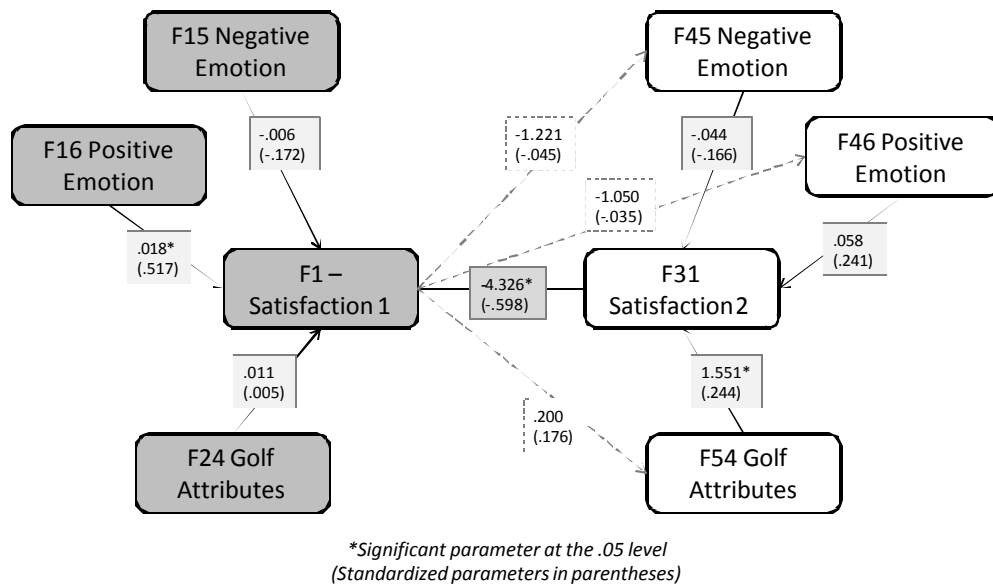 F15 Negative
Emotion
F45 Negative
Emotion
F16 Positive
Emotion
-.006
(-.172)
-1.221
(-.045)
-.044
(-.166)
F46 Positive
Emotion
-1.050
(-.035)
.018*
(.517)
F1 –
Satisfaction 1
-4.326*
(-.598)
F31
Satisfaction 2
.058
(.241)
.011
(.005)
1.551*
(.244)
.200
(.176)
F24 Golf
Attributes
F54 Golf
Attributes
*Significant parameter at the .05 level
(Standardized parameters in parentheses)